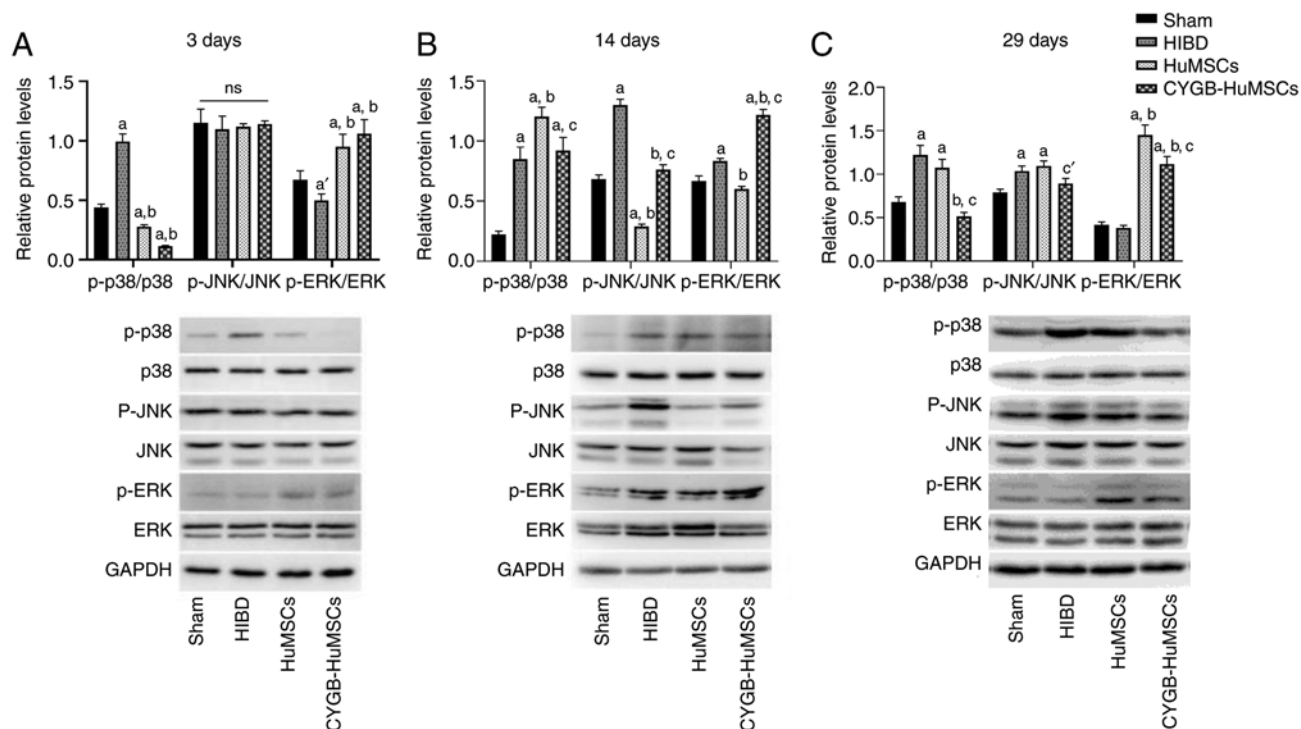 Sham
HIBD
HuMSCs
CYGB-HuMSCs
A
3 days
Relative protein levels
1.5
1.0
0.5
0.0
a
a,b
a,b
ns
a′
a, b
a, b
p-p38/p38
p-JNK/JNK
p-ERK/ERK
p-p38
p38
P-JNK
JNK
p-ERK
ERK
GAPDH
Sham
HIBD
HuMSCs
CYGB-HuMSCs
B
14 days
Relative protein levels
1.5
1.0
0.5
0.0
a
a, b
a, c
a
a, b
b, c
a
b
a, b, c
p-p38/p38
p-JNK/JNK
p-ERK/ERK
p-p38
p38
P-JNK
JNK
p-ERK
ERK
GAPDH
Sham
HIBD
HuMSCs
CYGB-HuMSCs
C
29 days
Relative protein levels
2.0
1.5
1.0
0.5
0.0
a
a
b, c
a
a
c′
a, b
a, b, c
p-p38/p38
p-JNK/JNK
p-ERK/ERK
p-p38
p38
P-JNK
JNK
p-ERK
ERK
GAPDH
Sham
HIBD
HuMSCs
CYGB-HuMSCs